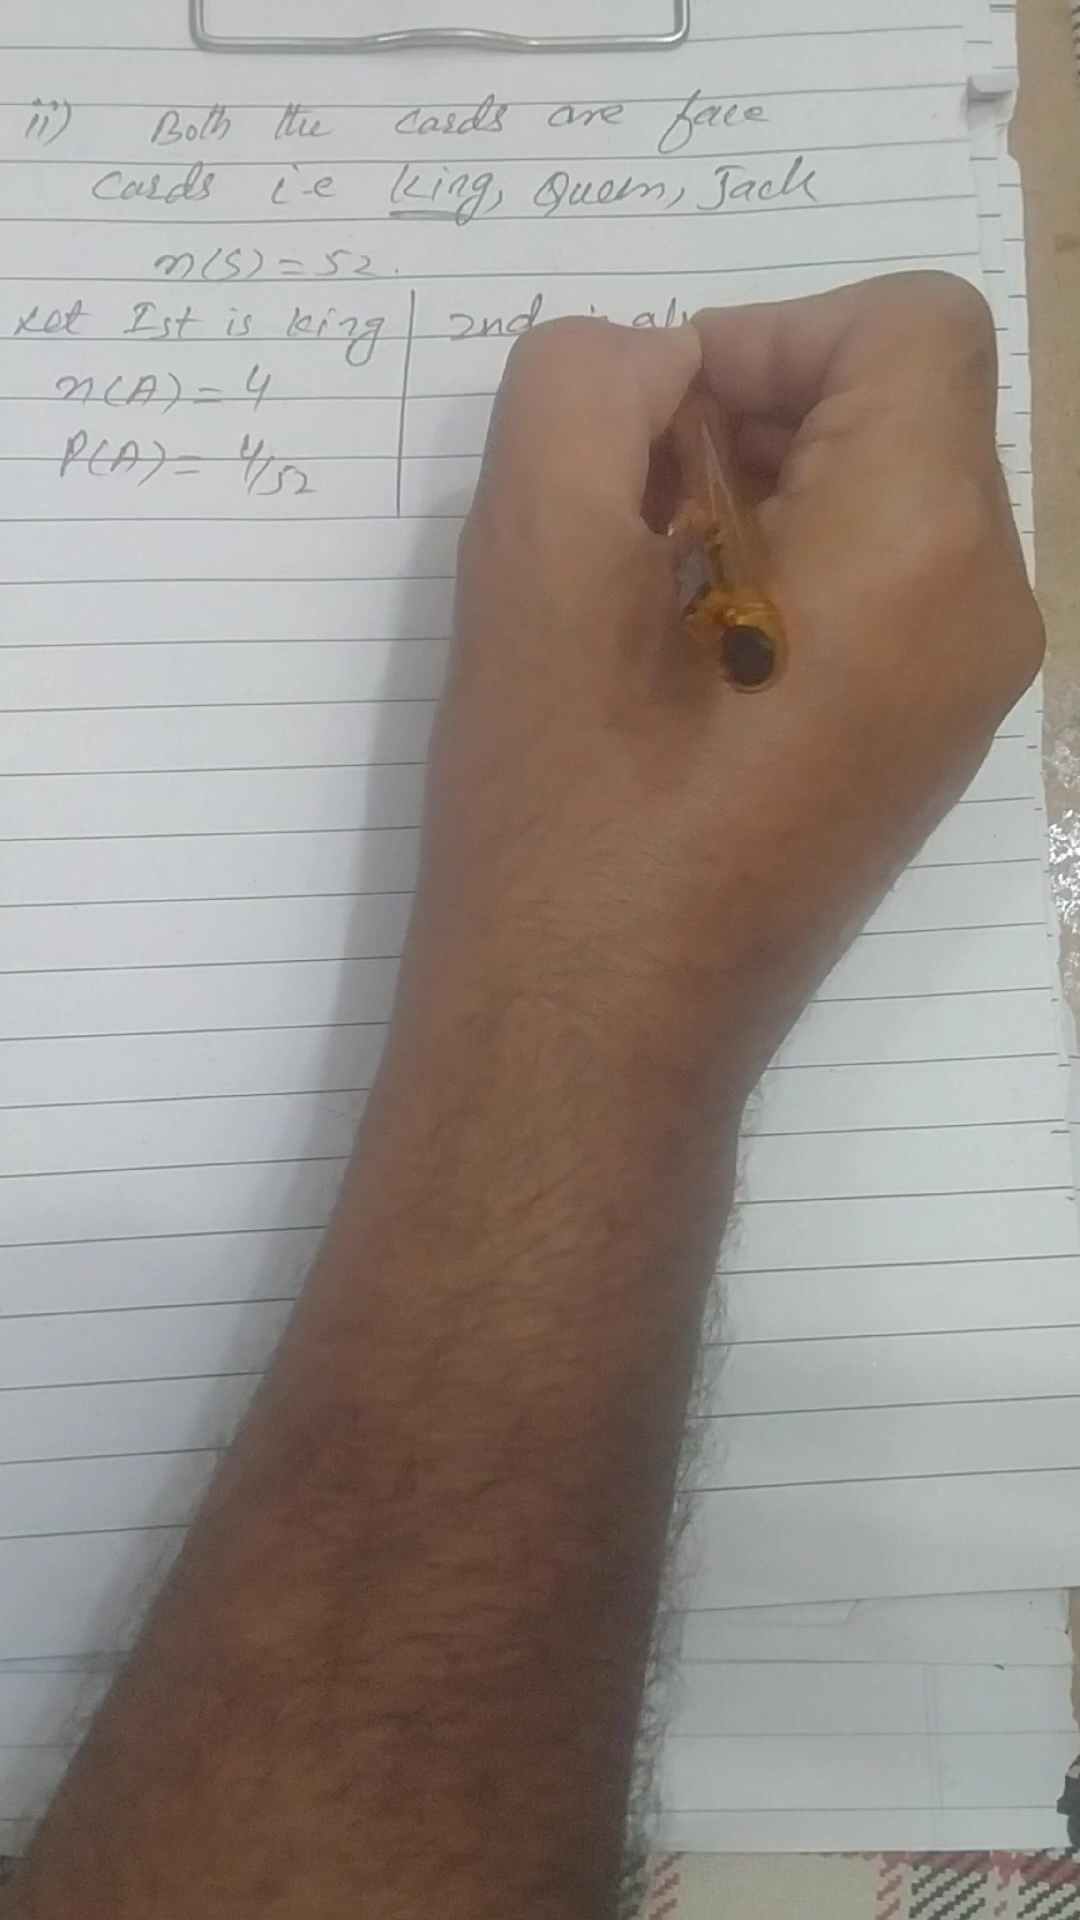 ii) Both the cards are face
cards i.e King, Queen, Jack
n(S) = 52.
Let Ist is king
n(A) = 4
P(A) = 4/52
2nd is